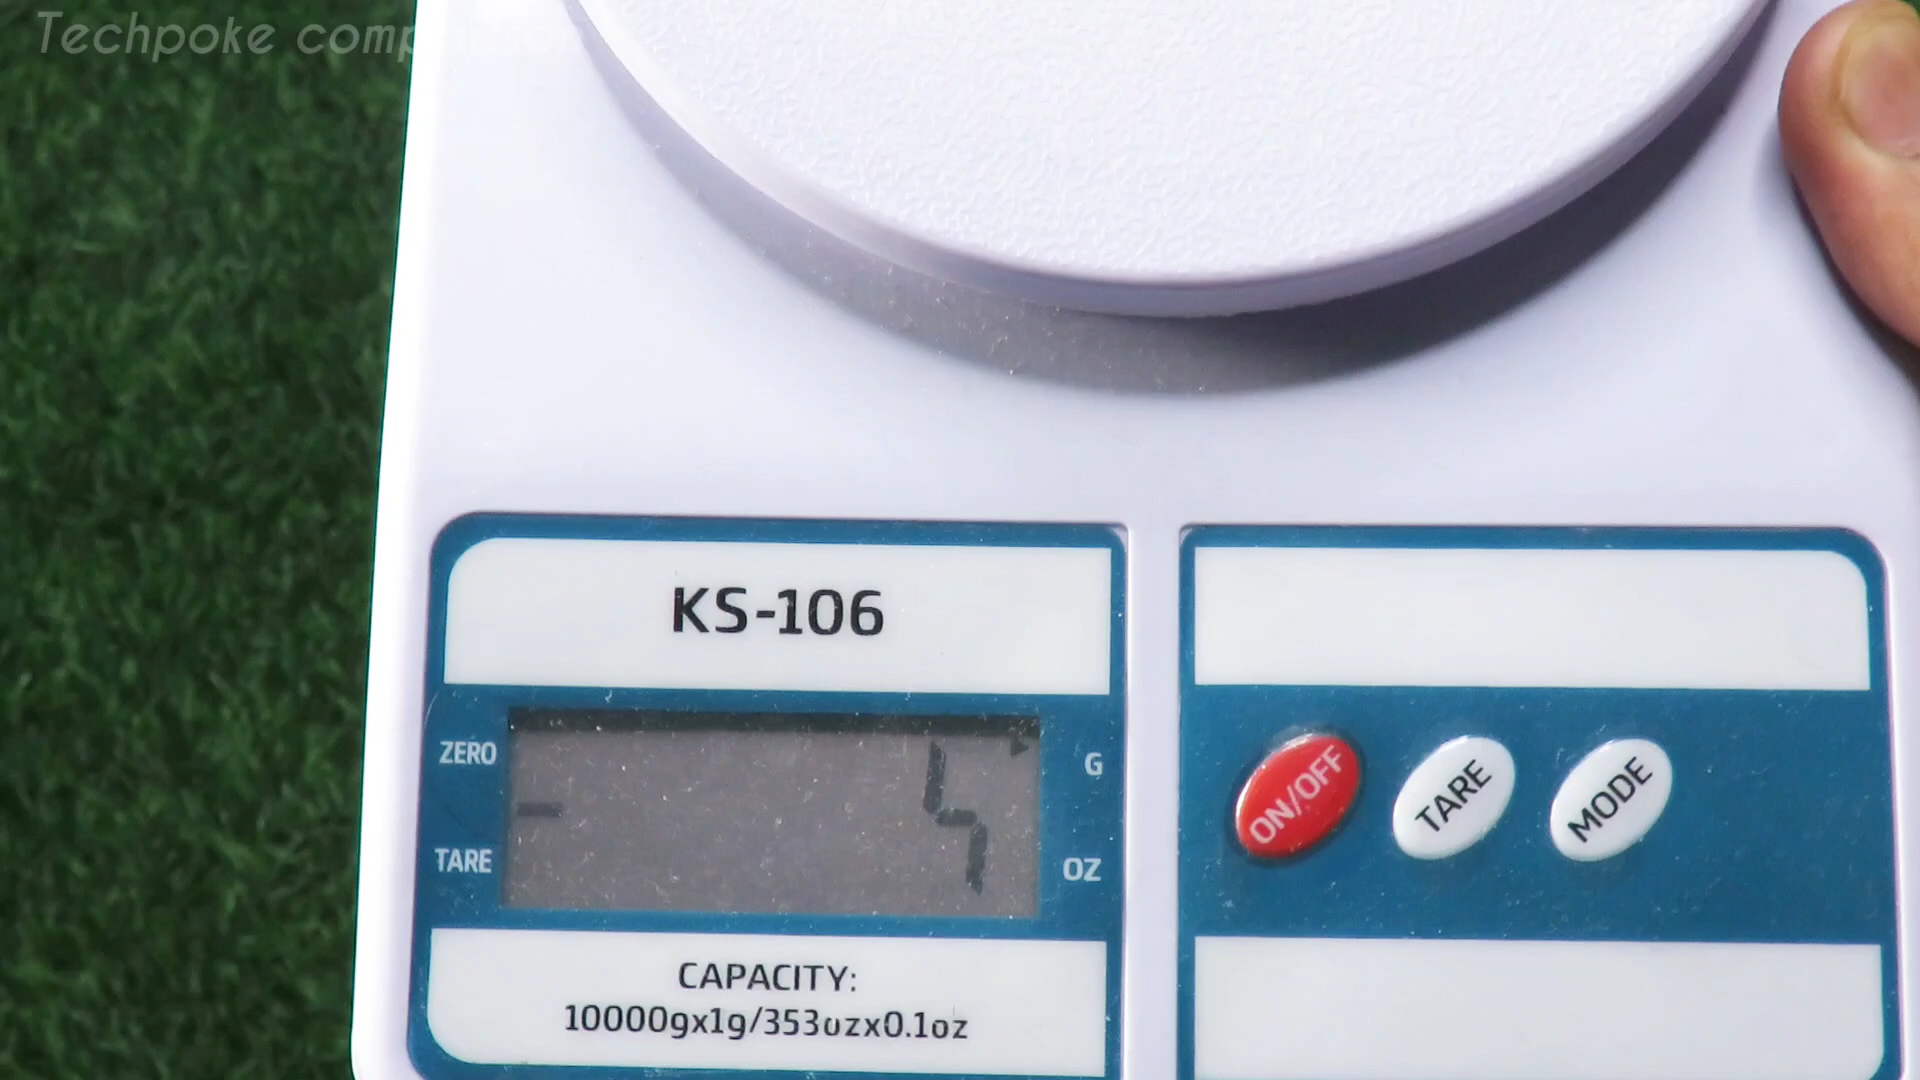 KS-106
ZERO
G
TARE
OZ
ON/OFF
TARE
MODE
CAPACITY:
10000gx1g/353ozx0.1oz
Techpoke